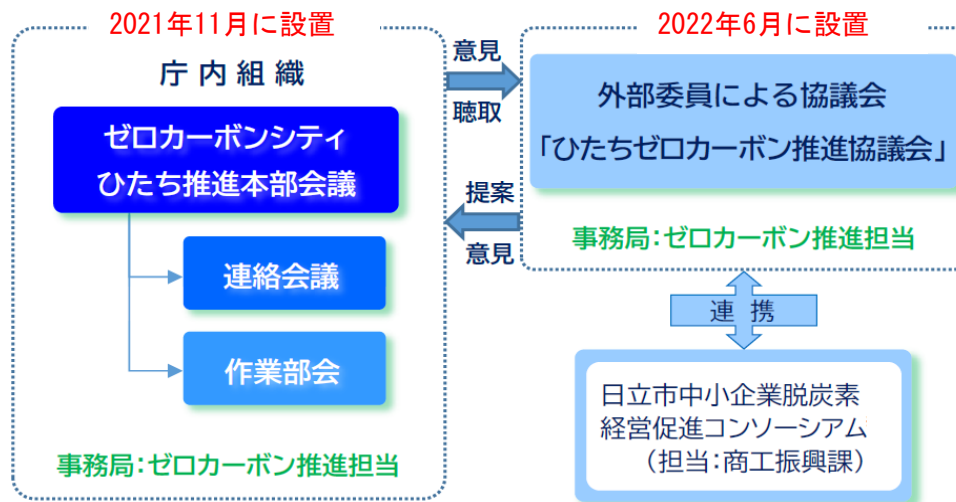 2021年11月に設置
庁内組織
ゼロカーボンシティ
ひたち推進本部会議
連絡会議
作業部会
事務局:ゼロカーボン推進担当
意見
聴取
提案
意見
2022年6月に設置
外部委員による協議会
「ひたちゼロカーボン推進協議会」
事務局:ゼロカーボン推進担当
連携
日立市中小企業脱炭素
経営促進コンソーシアム
(担当:商工振興課)